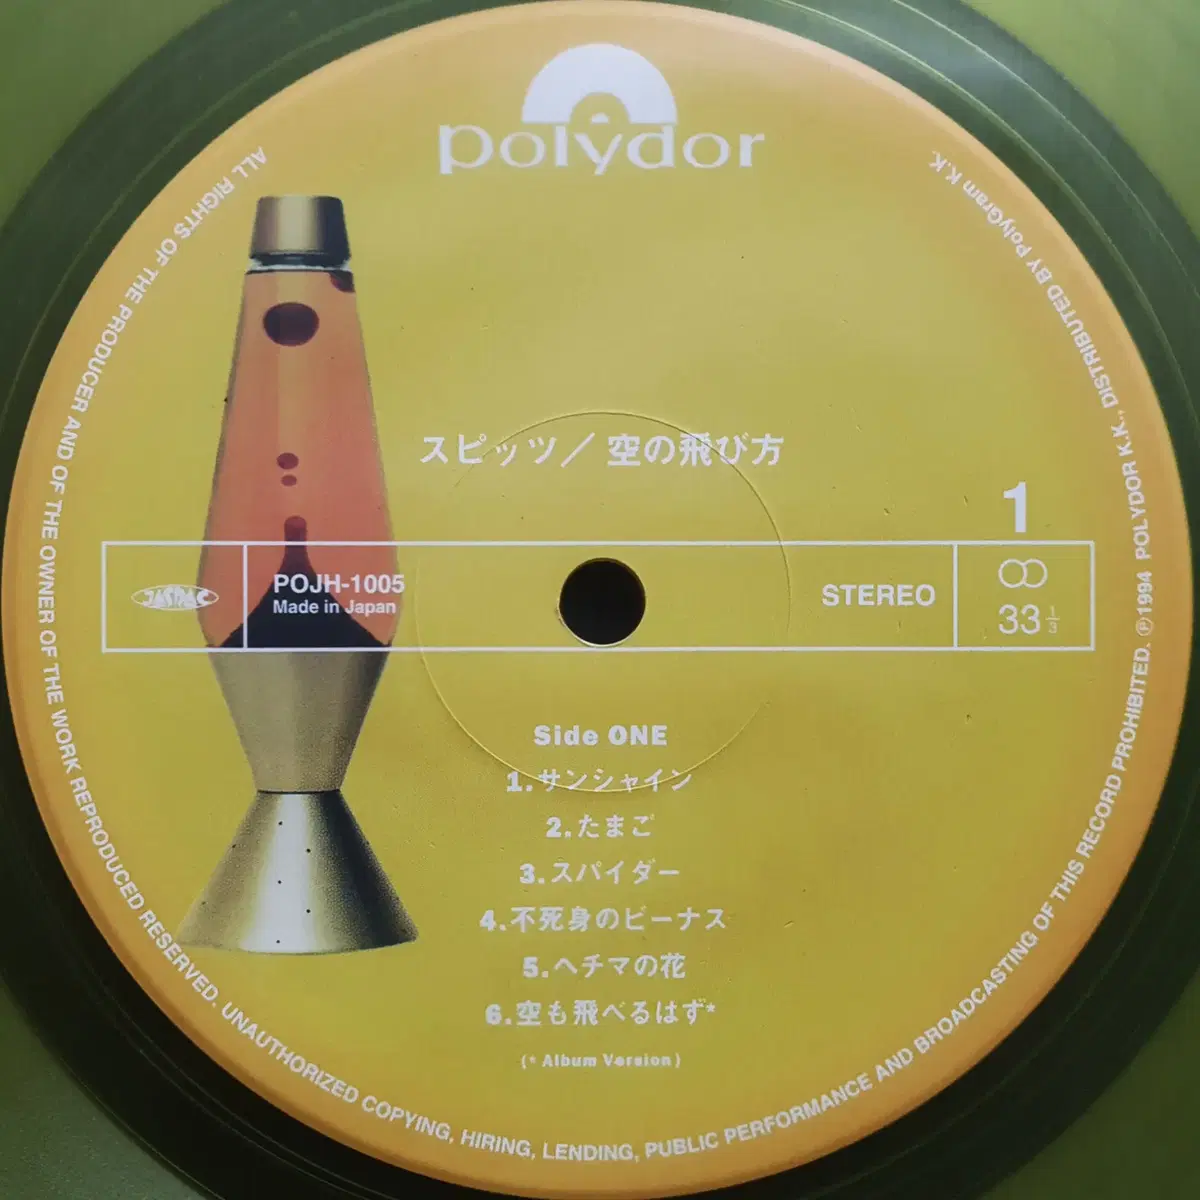 polydor
スピッツ／空の飛び方
1
JASRAC
POJH-1005
Made in Japan
STEREO
33 1/3
Side ONE
1.サンシャイン
2.たまご
3.スパイダー
4.不死身のビーナス
5.ヘチマの花
6.空も飛べるはず*
(* Album Version)
ALL RIGHTS OF THE PRODUCER AND OF THE OWNER OF THE WORK REPRODUCED RESERVED. UNAUTHORIZED COPYING, HIRING, LENDING, PUBLIC PERFORMANCE AND BROADCASTING OF THIS RECORD PROHIBITED. ℗1994 POLYDOR K.K., DISTRIBUTED BY PolyGram K.K.